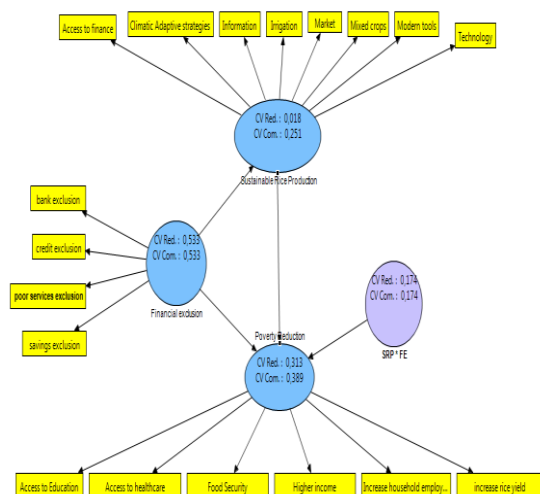 Access to finance
Climatic Adaptive strategies
Information
Irrigation
Market
Mixed crops
Modern tools
Technology
CV Red. : 0,018
CV Com. : 0,251
Sustainable Rice Production
bank exclusion
credit exclusion
poor services exclusion
savings exclusion
CV Red. : 0,533
CV Com. : 0,533
Financial exclusion
CV Red. : 0,174
CV Com. : 0,174
SRP * FE
Poverty Reduction
CV Red. : 0,313
CV Com. : 0,389
Access to Education
Access to healthcare
Food Security
Higher income
Increase household employ...
increase rice yield